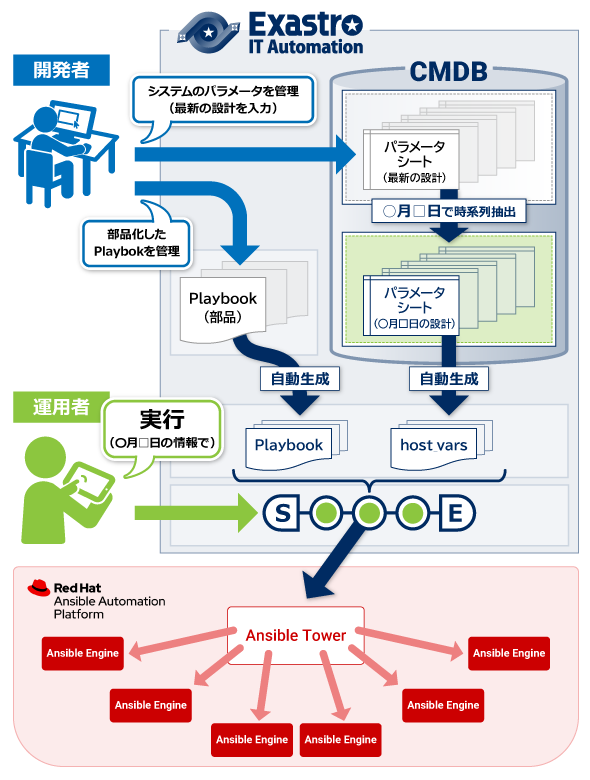 Exastro
IT Automation
開発者
CMDB
システムのパラメータを管理
（最新の設計を入力）
パラメータ
シート
（最新の設計）
〇月□日で時系列抽出
部品化した
Playbokを管理
Playbook
（部品）
パラメータ
シート
（〇月□日の設計）
自動生成
自動生成
運用者
実行
（〇月□日の情報で）
Playbook
host vars
S
E
Red Hat
Ansible Automation
Platform
Ansible Tower
Ansible Engine
Ansible Engine
Ansible Engine
Ansible Engine
Ansible Engine
Ansible Engine